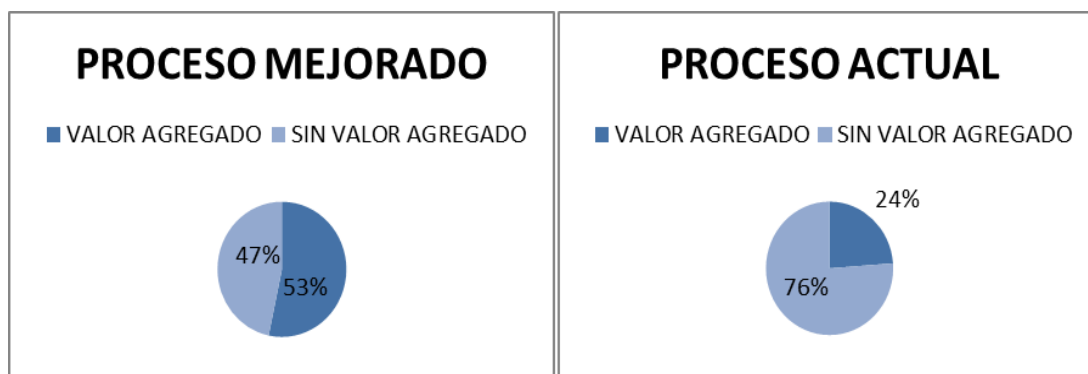 PROCESO MEJORADO
VALOR AGREGADO SIN VALOR AGREGADO
47%
53%
PROCESO ACTUAL
VALOR AGREGADO SIN VALOR AGREGADO
24%
76%